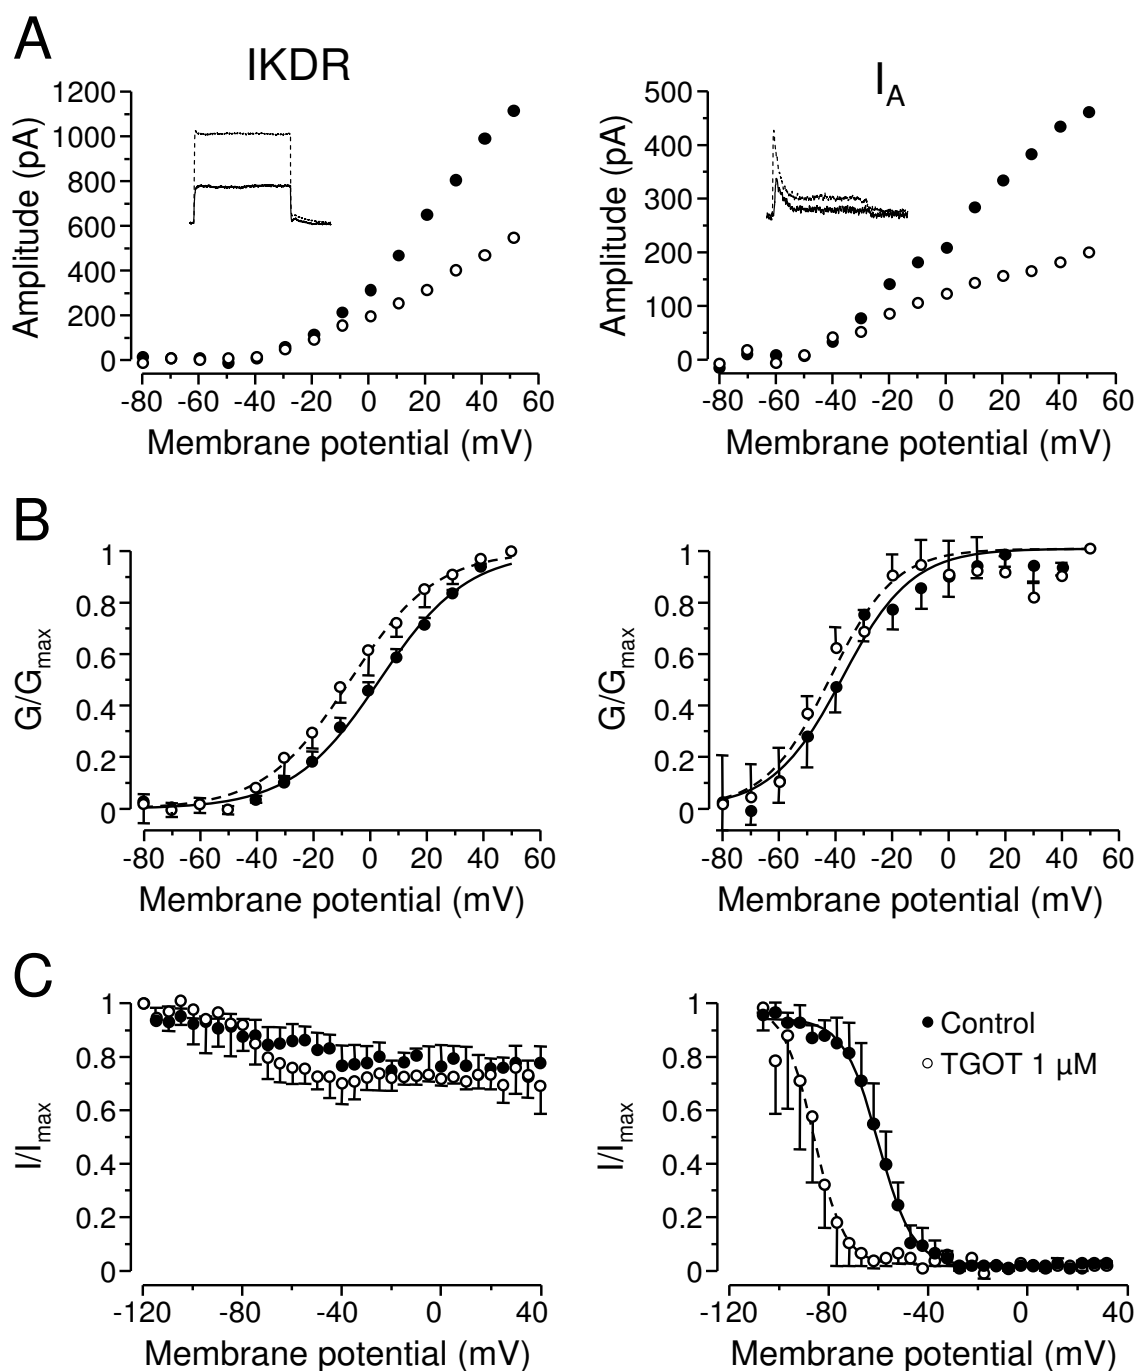 A
IKDR
I_A
Amplitude (pA)
1200
1000
800
600
400
200
0
-80 -60 -40 -20 0 20 40 60
Membrane potential (mV)
Amplitude (pA)
500
400
300
200
100
0
-80 -60 -40 -20 0 20 40 60
Membrane potential (mV)
B
G/Gmax
1
0.8
0.6
0.4
0.2
0
-80 -60 -40 -20 0 20 40 60
Membrane potential (mV)
G/Gmax
1
0.8
0.6
0.4
0.2
0
-80 -60 -40 -20 0 20 40 60
Membrane potential (mV)
C
I/Imax
1
0.8
0.6
0.4
0.2
0
-120 -80 -40 0 40
Membrane potential (mV)
I/Imax
1
0.8
0.6
0.4
0.2
0
-120 -80 -40 0 40
Membrane potential (mV)
Control
TGOT 1 µM